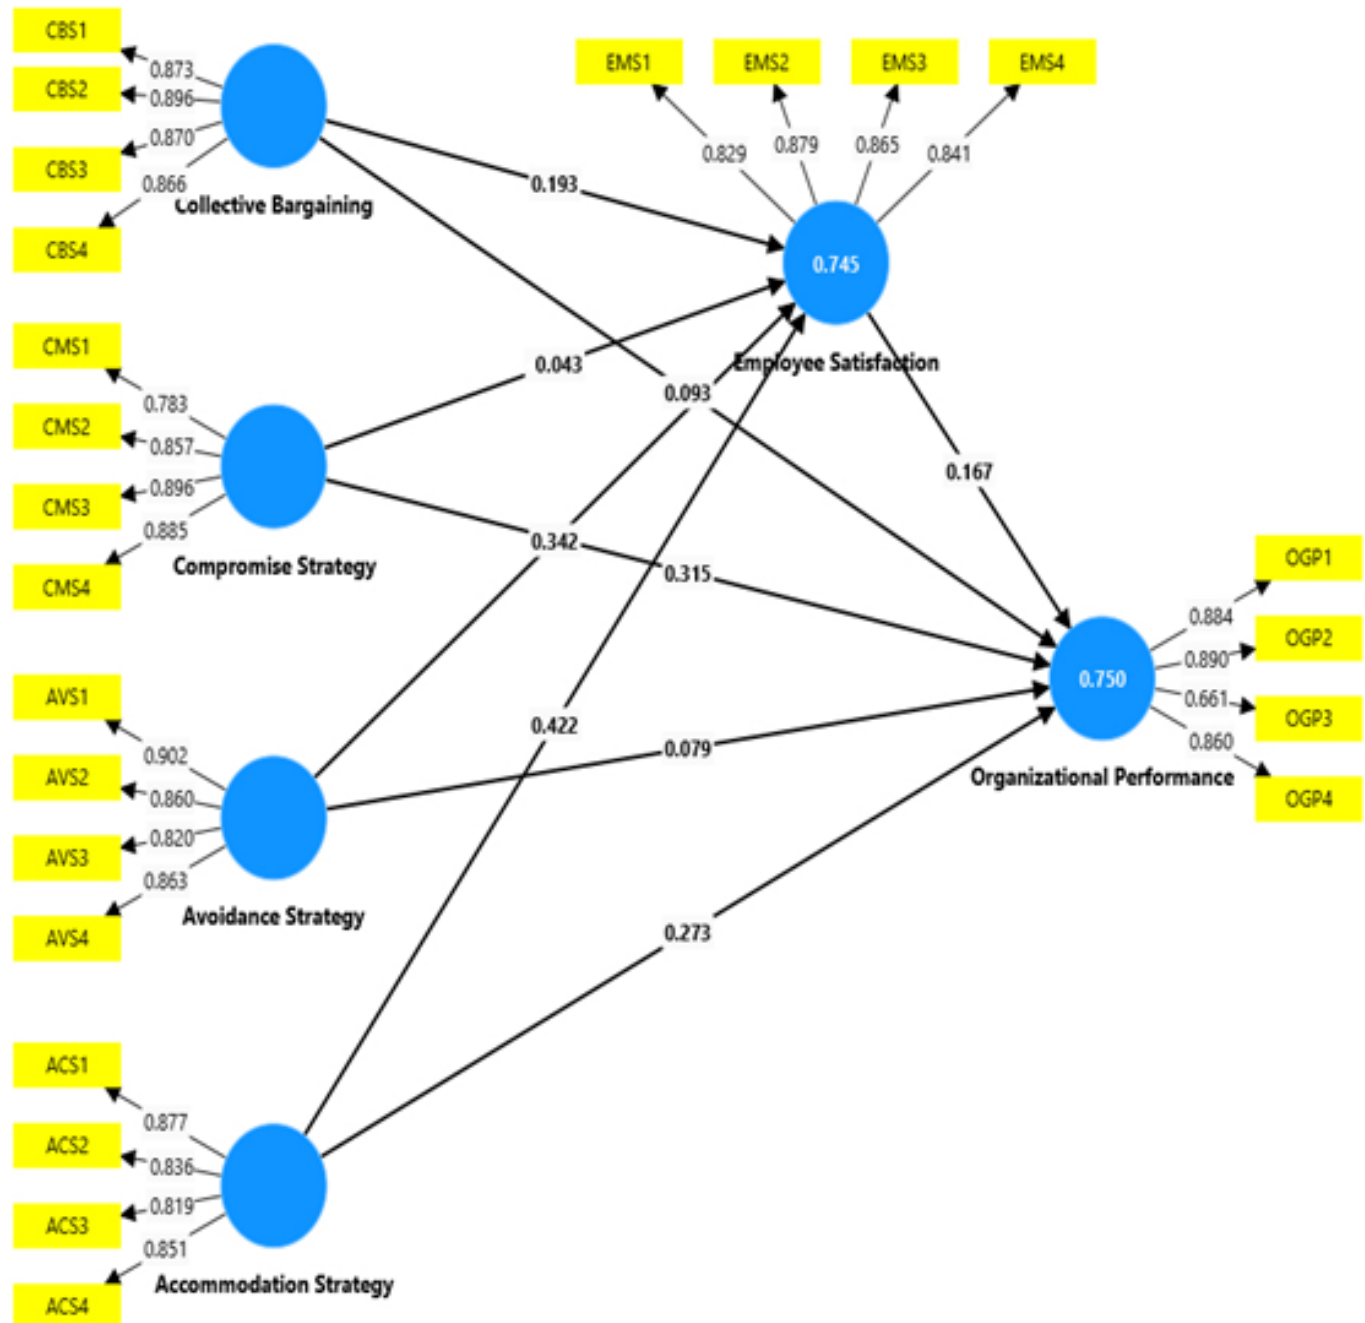 CBS1
0.873
CBS2
0.896
0.870
CBS3
0.866
Collective Bargaining
CBS4
EMS1
EMS2
EMS3
EMS4
0.829
0.879
0.865
0.841
0.193
0.745
Employee Satisfaction
CMS1
0.783
CMS2
0.857
CMS3
0.896
0.885
CMS4
Compromise Strategy
0.043
0.093
0.167
0.342
0.315
AVS1
0.902
AVS2
0.860
0.820
AVS3
0.863
AVS4
Avoidance Strategy
0.422
0.079
0.750
Organizational Performance
OGP1
0.884
OGP2
0.890
0.661
OGP3
0.860
OGP4
0.273
ACS1
0.877
ACS2
0.836
0.819
ACS3
0.851
ACS4
Accommodation Strategy